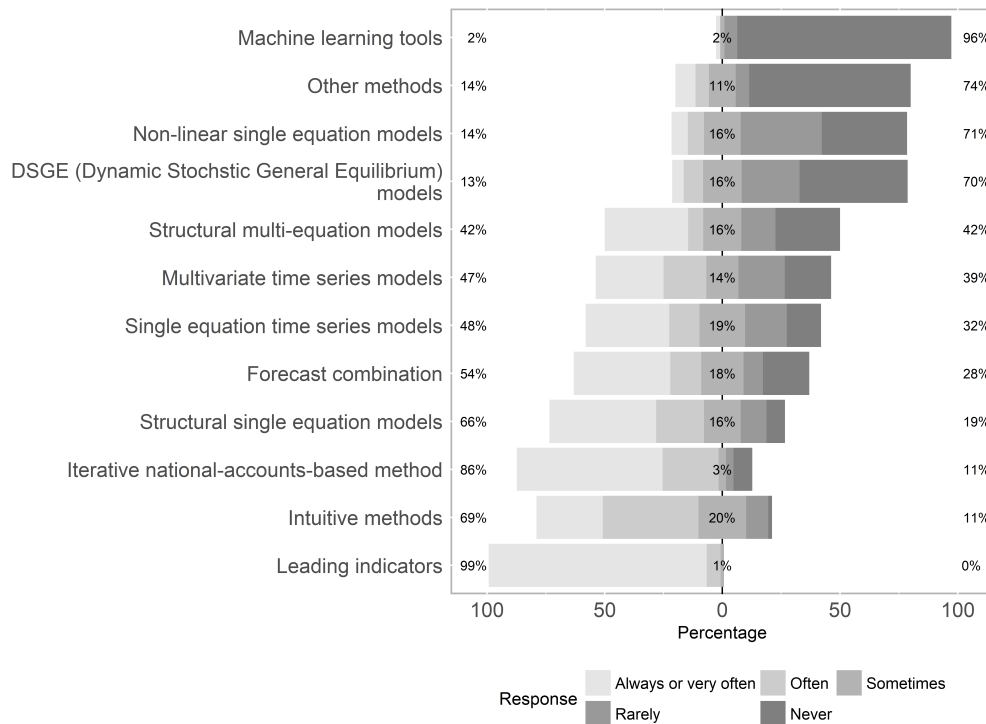 Machine learning tools 2% 2% 96%
Other methods 14% 11% 74%
Non-linear single equation models 14% 16% 71%
DSGE (Dynamic Stochstic General Equilibrium)
models 13% 16% 70%
Structural multi-equation models 42% 16% 42%
Multivariate time series models 47% 14% 39%
Single equation time series models 48% 19% 32%
Forecast combination 54% 18% 28%
Structural single equation models 66% 16% 19%
Iterative national-accounts-based method 86% 3% 11%
Intuitive methods 69% 20% 11%
Leading indicators 99% 1% 0%
100 50 0 50 100
Percentage
Response Always or very often Often Sometimes
Rarely Never